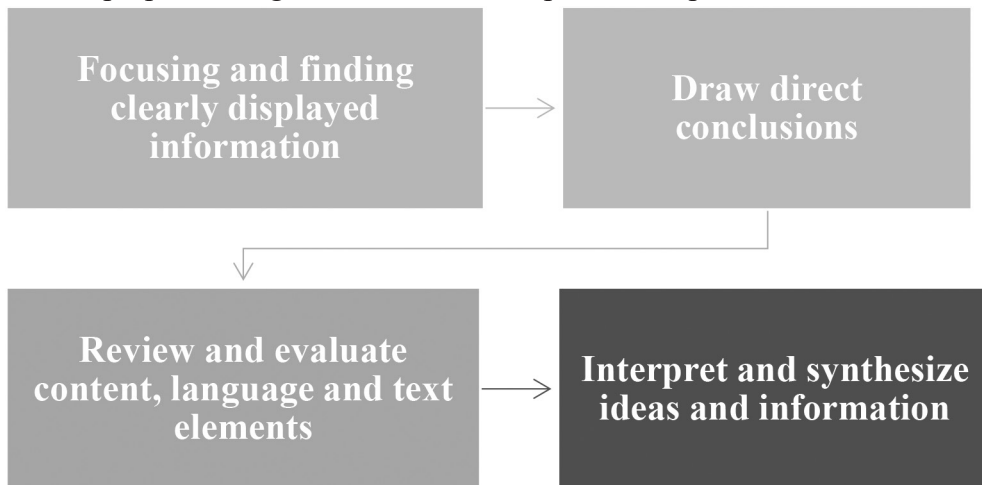 Focusing and finding
clearly displayed
information
Draw direct
conclusions
Review and evaluate
content, language and text
elements
Interpret and synthesize
ideas and information